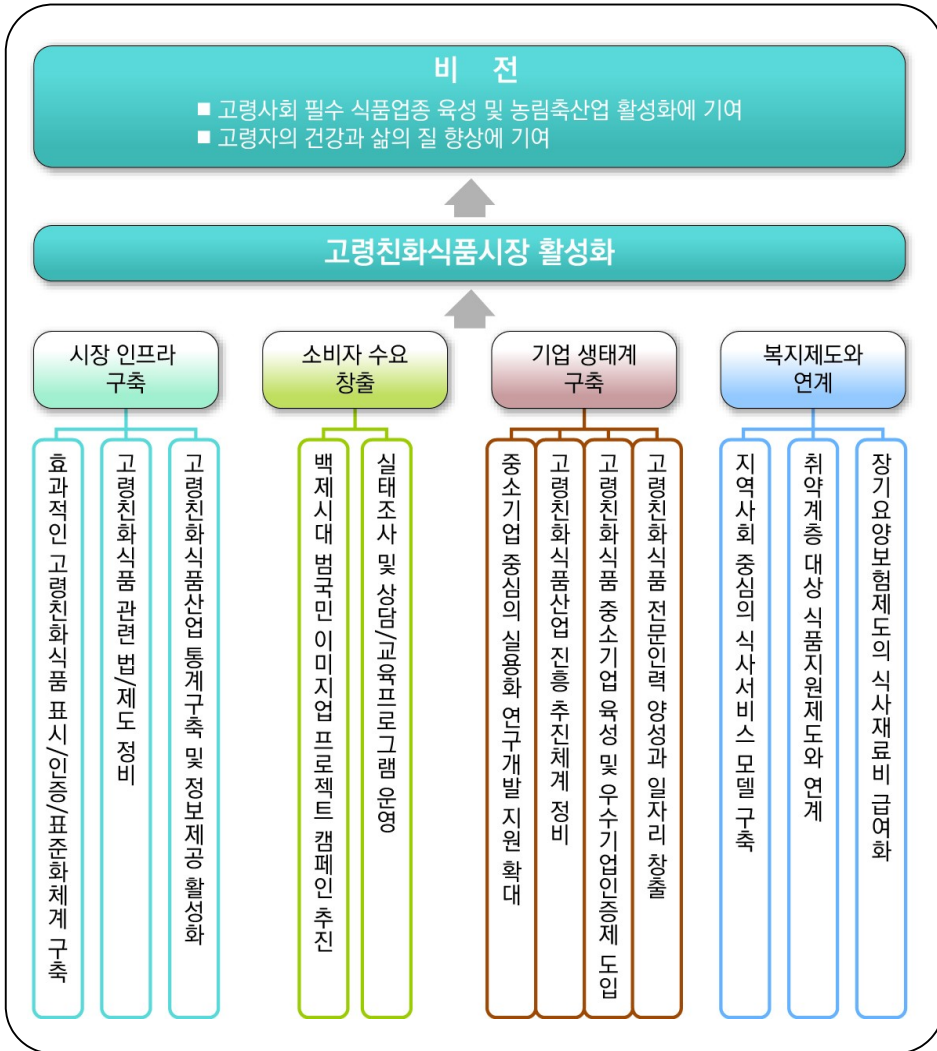 비 전
■ 고령사회 필수 식품업종 육성 및 농림축산업 활성화에 기여
■ 고령자의 건강과 삶의 질 향상에 기여
고령친화식품시장 활성화
시장 인프라
구축
효과적인 고령친화식품 표시/인증/표준화체계 구축
고령친화식품 관련 법/제도 정비
고령친화식품산업 통계구축 및 정보제공 활성화
소비자 수요
창출
백제시대 범국민 이미지업 프로젝트 캠페인 추진
실태조사 및 상담/교육프로그램 운영
기업 생태계
구축
중소기업 중심의 실용화 연구개발 지원 확대
고령친화식품산업 진흥 추진체계 정비
고령친화식품 중소기업 육성 및 우수기업인증제 도입
고령친화식품 전문인력 양성과 일자리 창출
복지제도와
연계
지역사회 중심의 식사서비스 모델 구축
취약계층 대상 식품지원제도와 연계
장기요양보험제도의 식사재료비 급여화